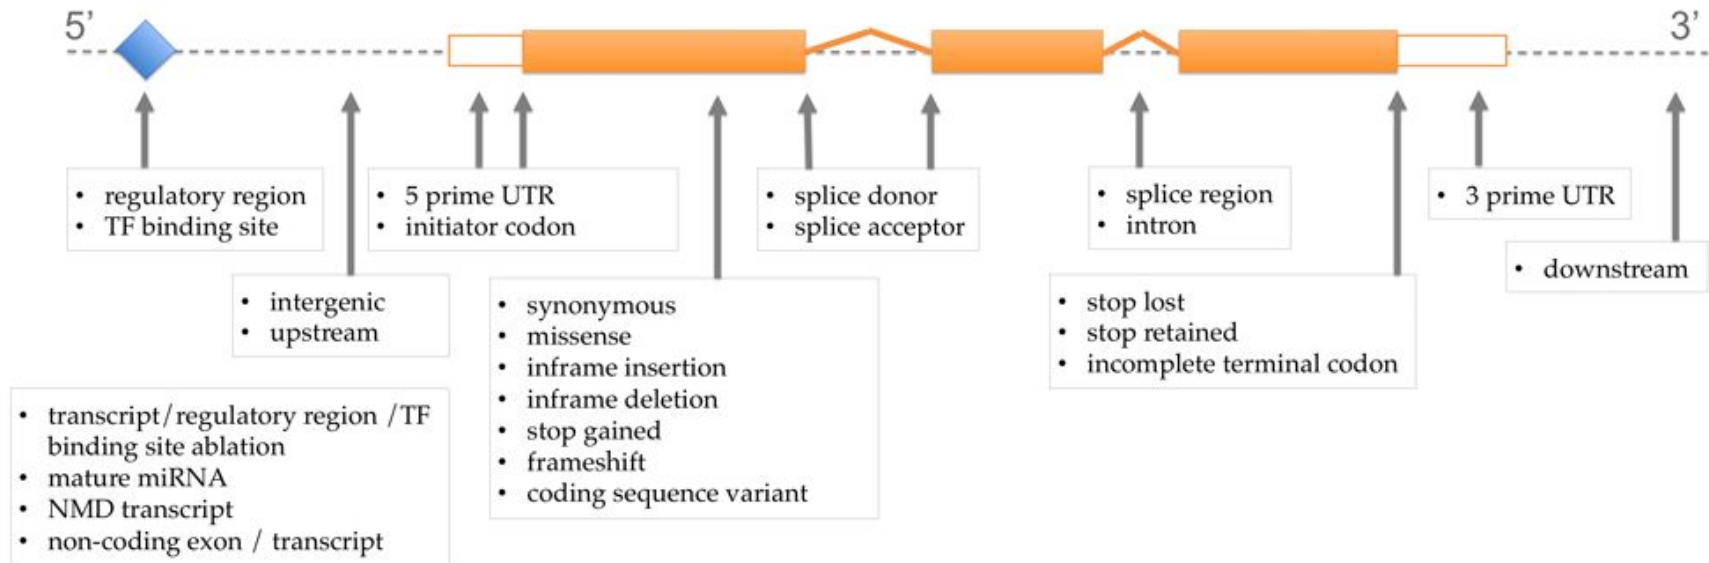 5’
3’
• regulatory region
• TF binding site
• 5 prime UTR
• initiator codon
• splice donor
• splice acceptor
• splice region
• intron
• 3 prime UTR
• intergenic
• upstream
• synonymous
• missense
• inframe insertion
• inframe deletion
• stop gained
• frameshift
• coding sequence variant
• stop lost
• stop retained
• incomplete terminal codon
• downstream
• transcript/regulatory region /TF
binding site ablation
• mature miRNA
• NMD transcript
• non-coding exon / transcript